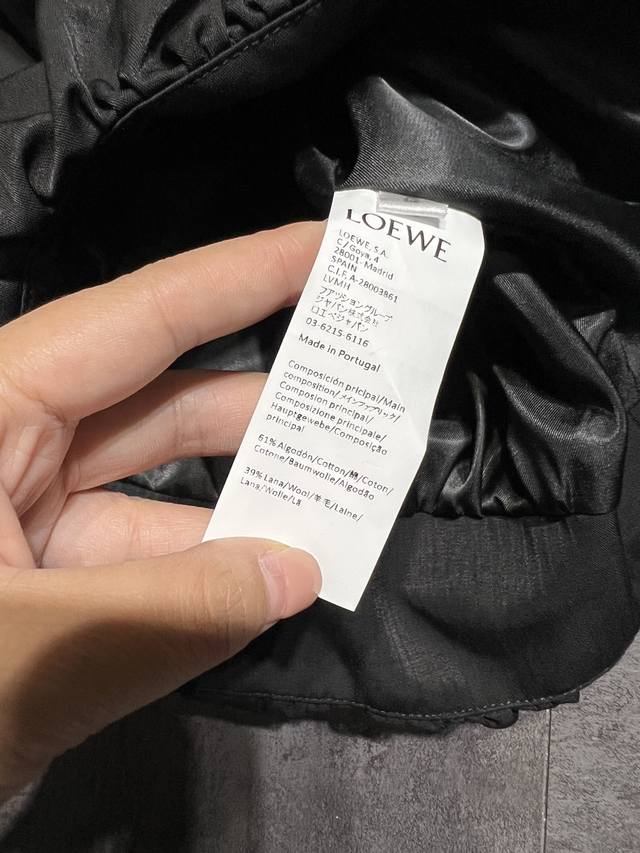 LOEWE
LOEWE, S.A.
C/Goya, 4
28001-Madrid
SPAIN
C.I.F. A-28003861
LVMH
ファッショングループ
ジャパン株式会社
ロエベジャパン
03-6215-6116
Made in Portugal
Composición pricipal/Main
composition/メインファブリック/
Composion principal/
Composizione principale/
Hauptgewebe/Composição
principal
61% Algodón/Cotton/綿/Coton/
Cotone/Baumwolle/Algodão
39% Lana/Wool/羊毛/Laine/
Lana/Wolle/Lã